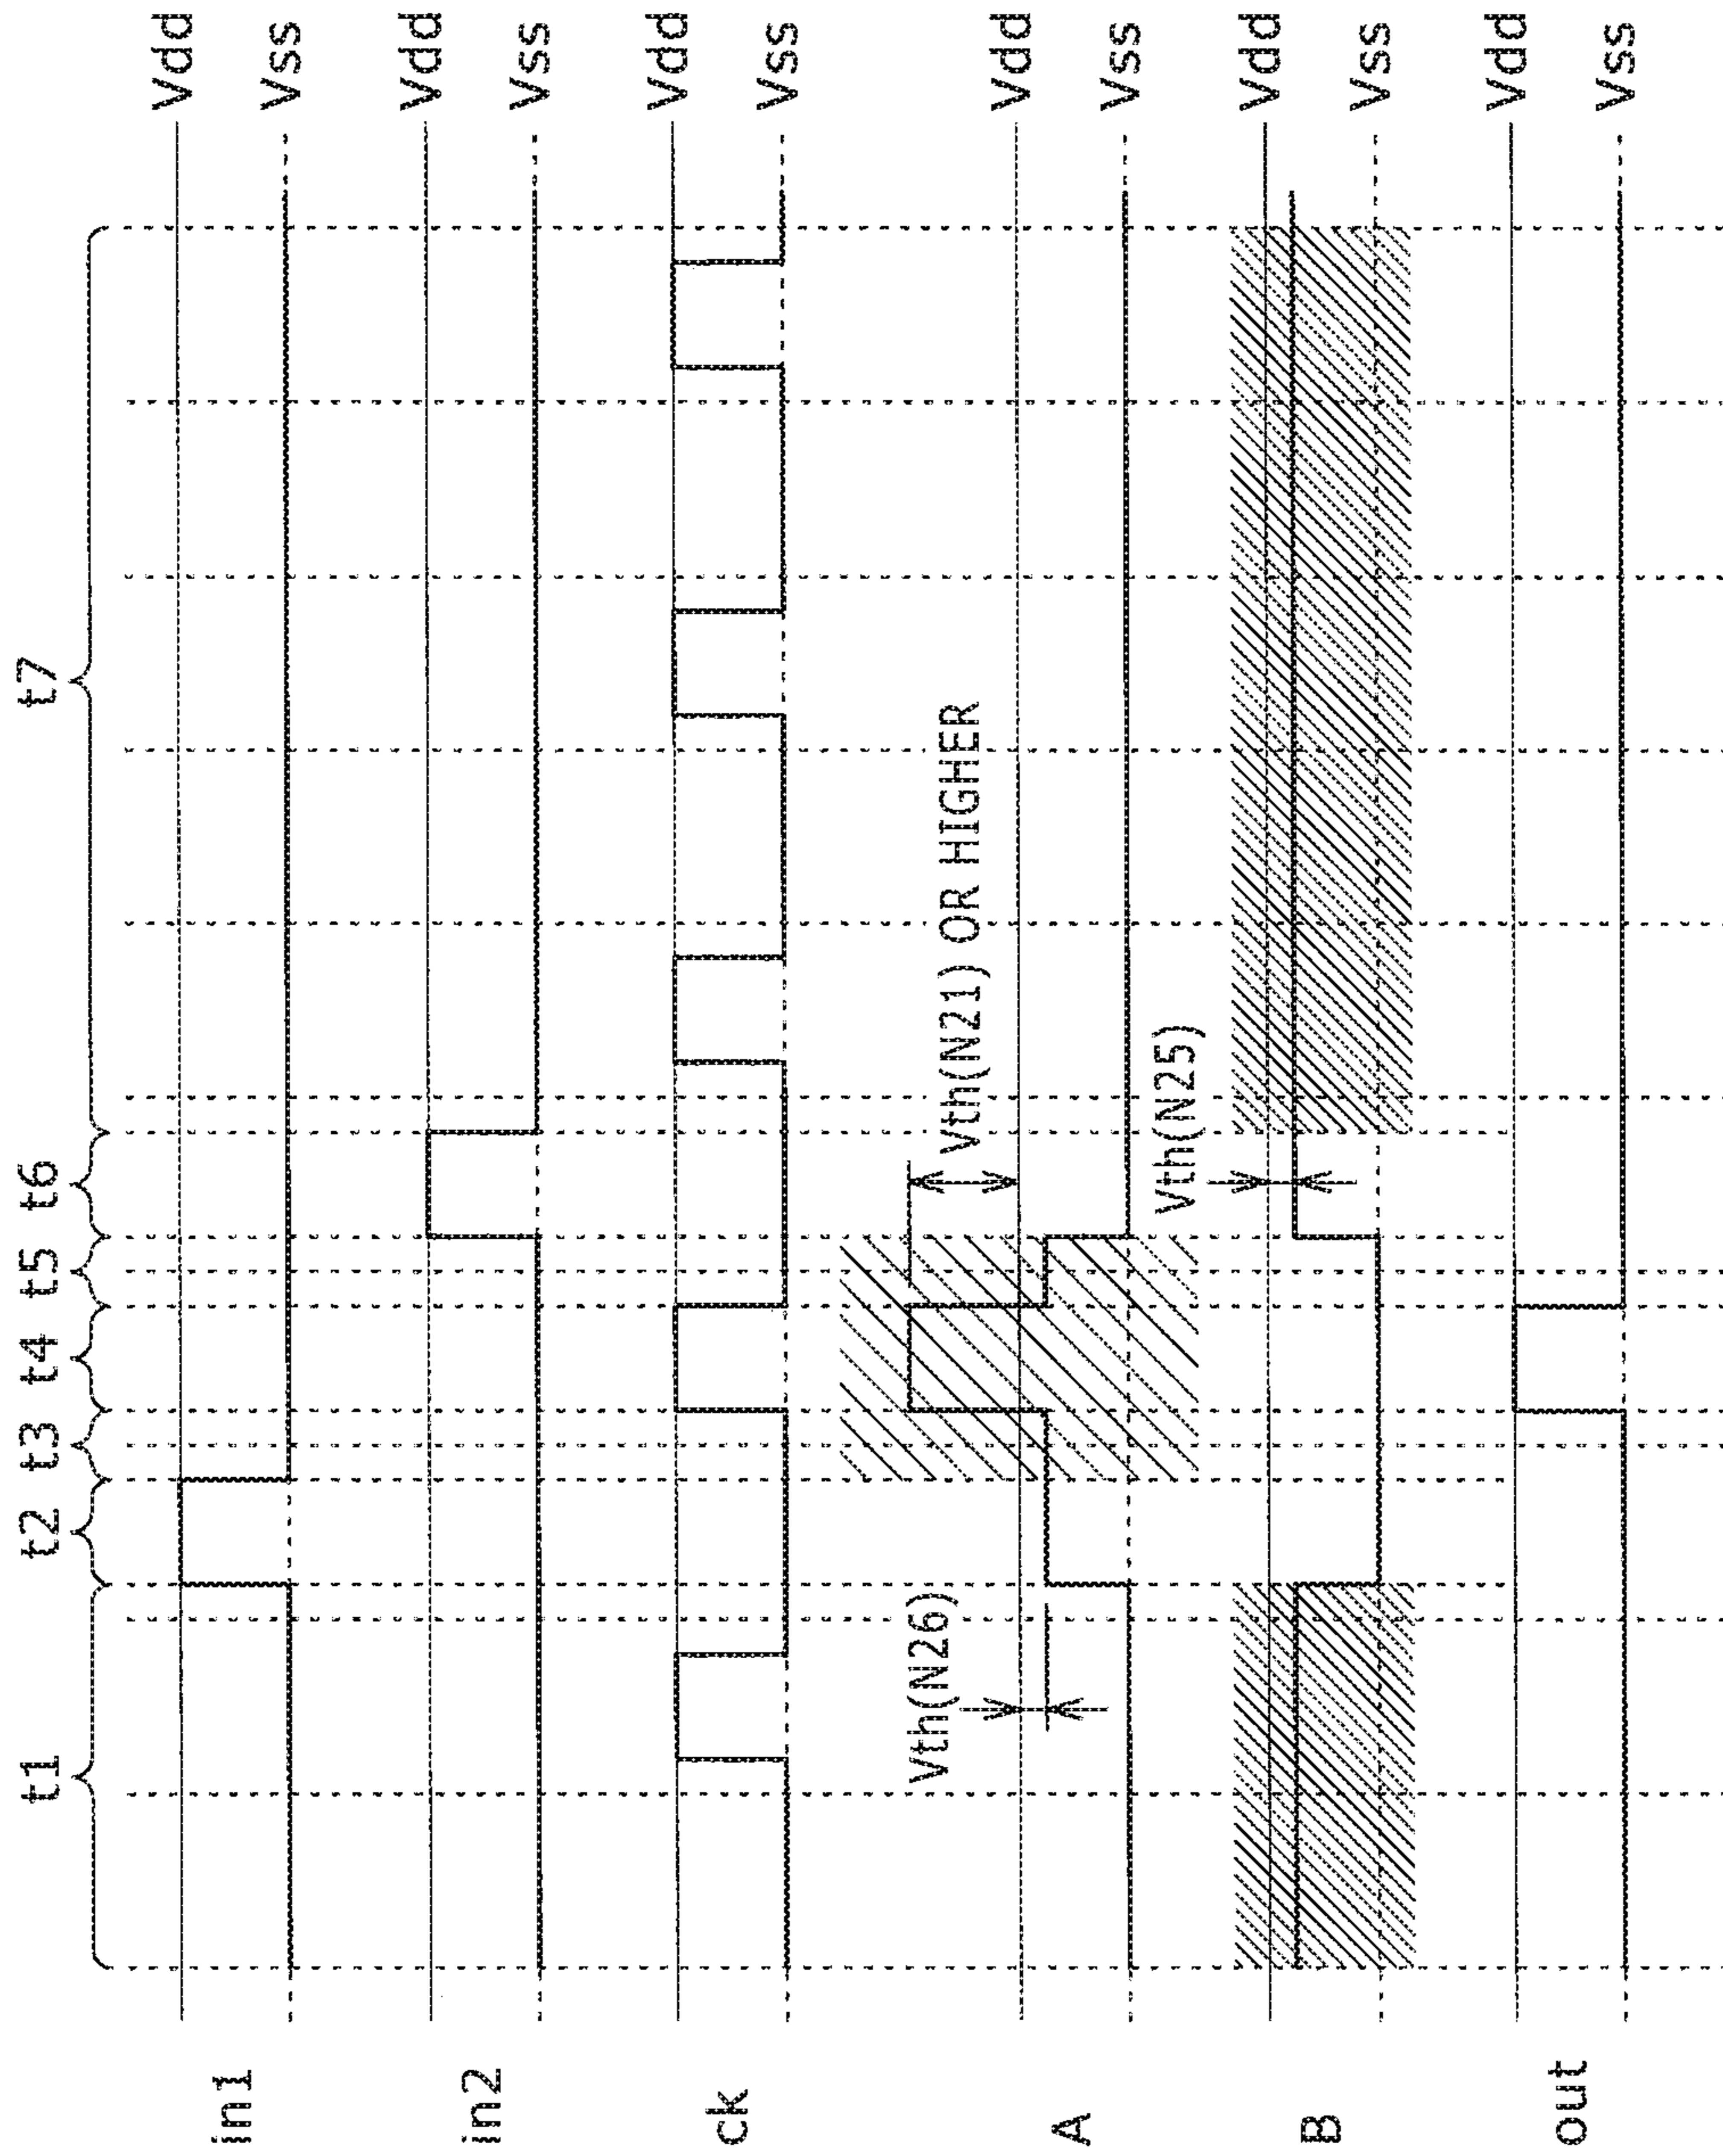 t1 t2 t3 t4 t5 t6 t7
in1 Vdd
Vss
in2 Vdd
Vss
ck Vdd
Vss
Vth(N26)
Vth(N21) OR HIGHER
A Vdd
Vss
Vth(N25)
B Vdd
Vss
out Vdd
Vss